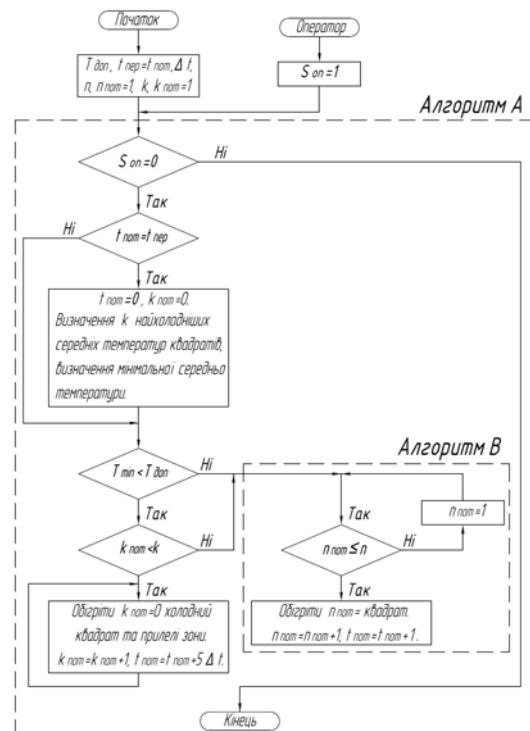 Початок
Оператор
T доп, t пер=t пот,Δ t,
n, n пот=1, k, k пот=1
S оп=1
Алгоритм А
S оп=0
Ні
Так
Ні
t пот=t пер
Так
t пот=0, k пот=0.
Визначення k найхолодніших
середніх температур квадратів,
визначення мінімальної середньо
температури.
Алгоритм В
T min<T доп
Ні
Так
Так
n пот=1
k пот<k
Ні
n пот≤n
Ні
Так
Так
Обігріти k пот=0 холодний
квадрат та прилелі зони.
k пот=k пот+1; t пот=t пот+5 Δ t.
Обігріти n пот= квадрат.
n пот=n пот+1; t пот=t пот+1.
Кінець